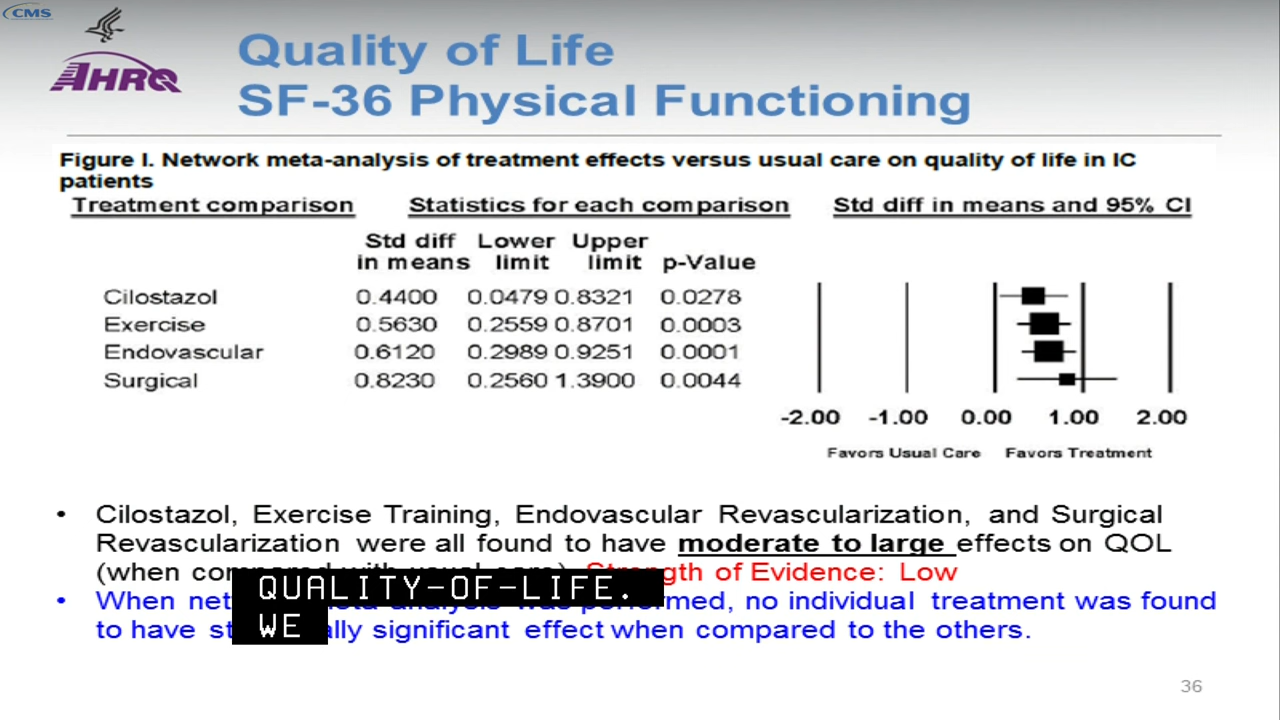 CMS
AHRQ
Quality of Life
SF-36 Physical Functioning
Figure I. Network meta-analysis of treatment effects versus usual care on quality of life in IC
patients
Treatment comparison Statistics for each comparison Std diff in means and 95% CI
Std diff Lower Upper
in means limit limit p-Value
Cilostazol 0.4400 0.0479 0.8321 0.0278
Exercise 0.5630 0.2559 0.8701 0.0003
Endovascular 0.6120 0.2989 0.9251 0.0001
Surgical 0.8230 0.2560 1.3900 0.0044
-2.00 -1.00 0.00 1.00 2.00
Favors Usual Care Favors Treatment
• Cilostazol, Exercise Training, Endovascular Revascularization, and Surgical
Revascularization were all found to have moderate to large effects on QOL
(when of Evidence: Low
QUALITY-OF-LIFE.
• When no individual treatment was found
to have significant effect when compared to the others.
WE
36